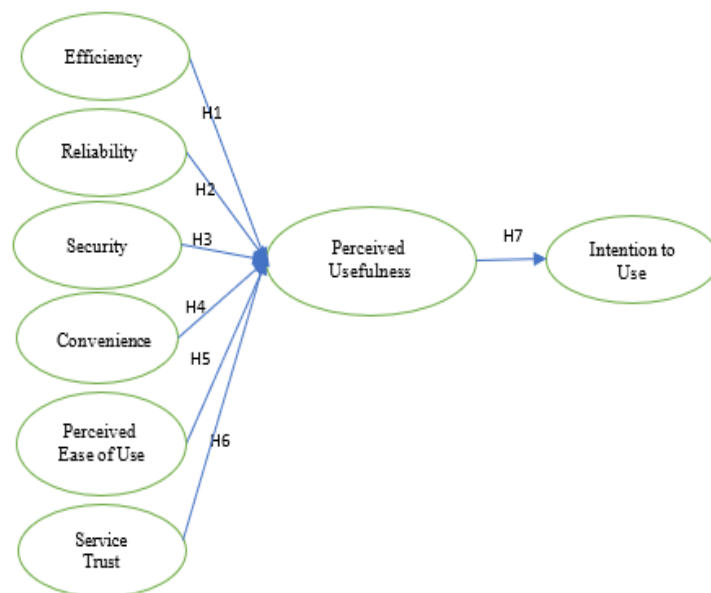 Efficiency
H1
Reliability
H2
Security
H3
Perceived
Usefulness
H7
Intention to
Use
H4
Convenience
H5
Perceived
Ease of Use
H6
Service
Trust